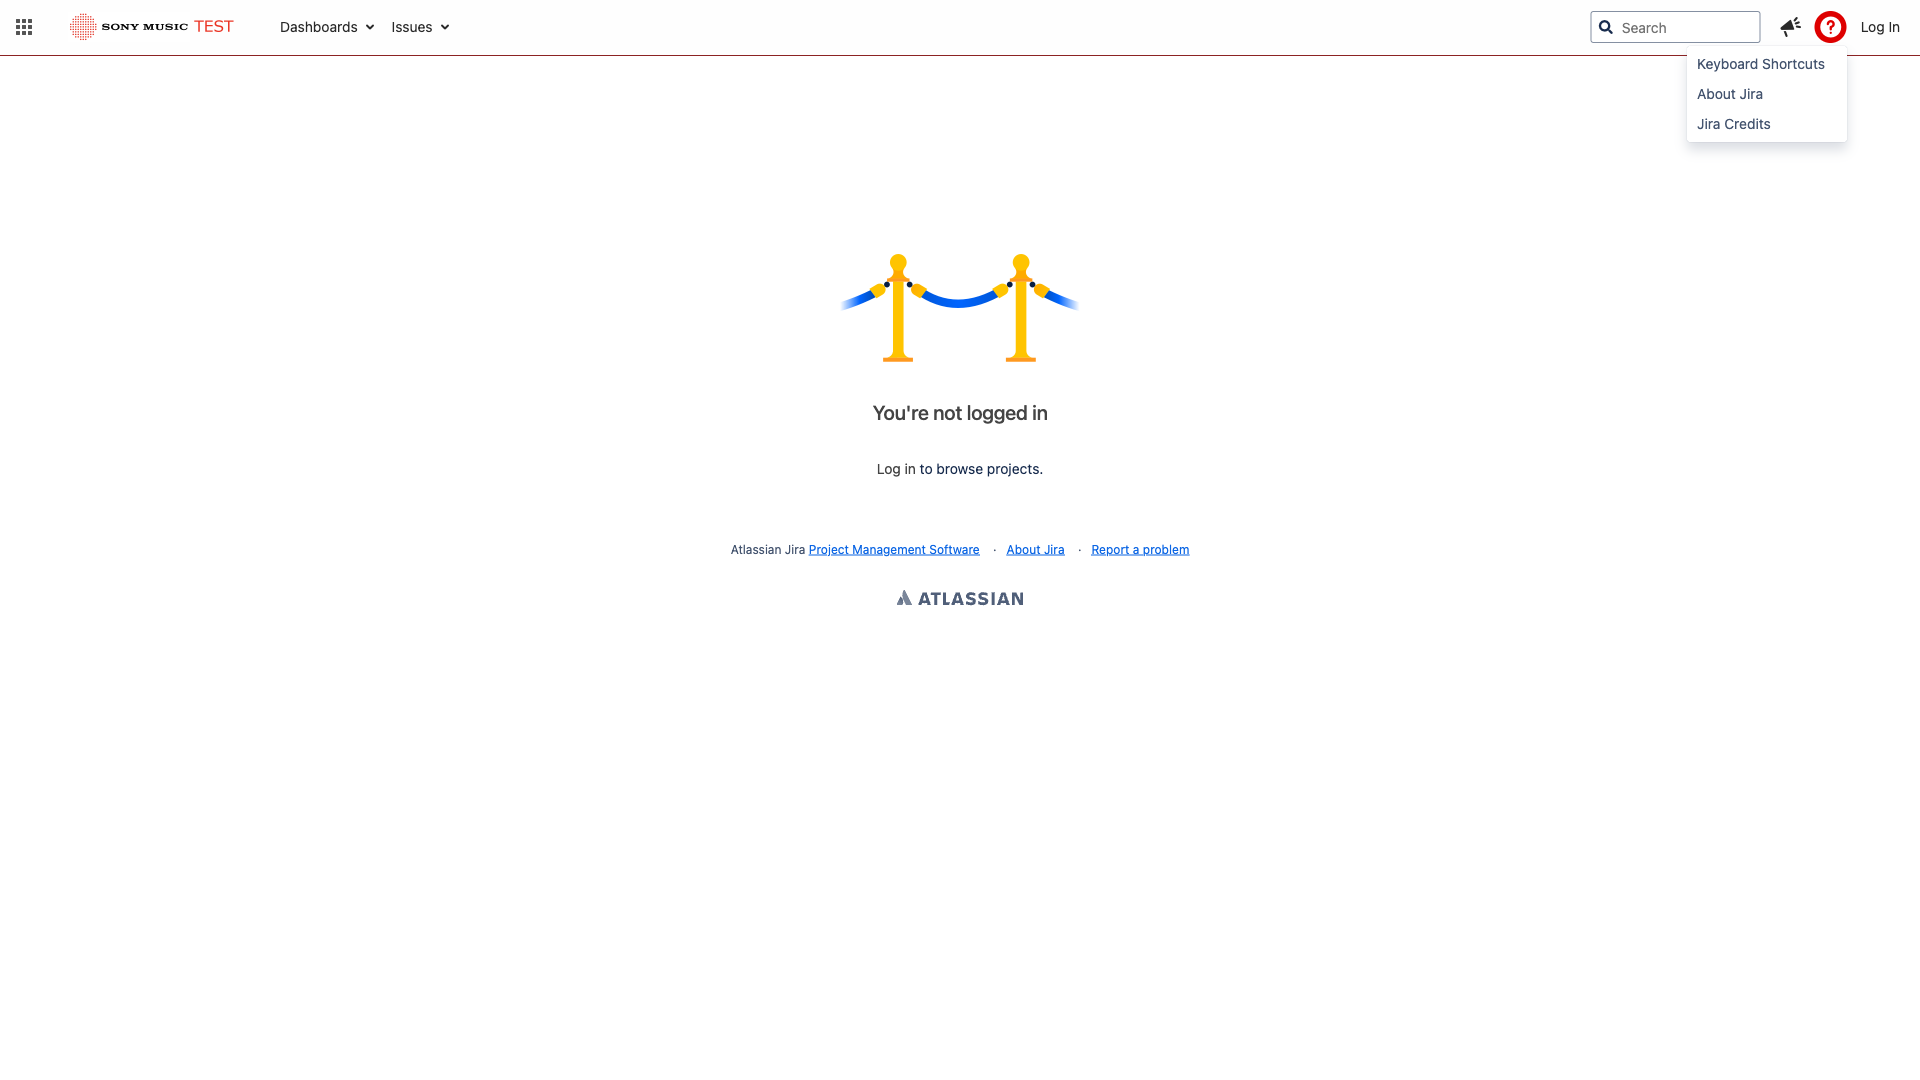 SONY MUSIC TEST
Dashboards
Issues
Search
?
Log In
Keyboard Shortcuts
About Jira
Jira Credits
You're not logged in
Log in to browse projects.
Atlassian Jira Project Management Software · About Jira · Report a problem
ATLASSIAN